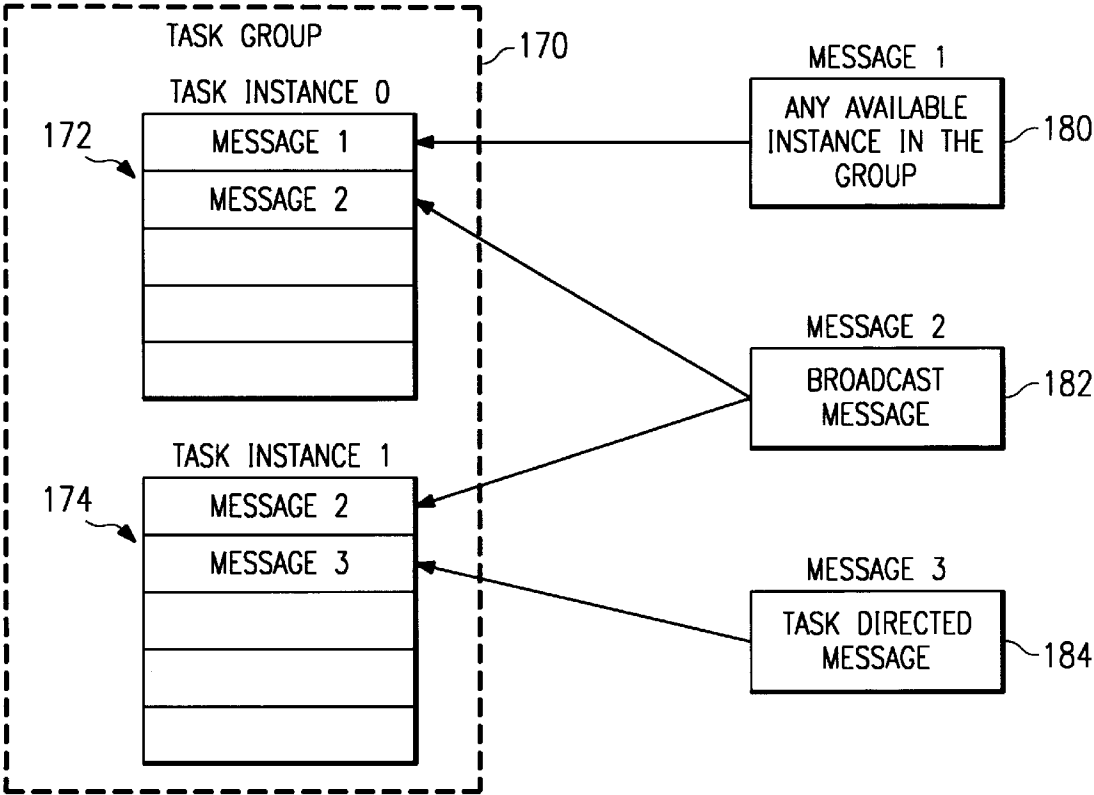 TASK GROUP
170
TASK INSTANCE 0
172
MESSAGE 1
MESSAGE 2
TASK INSTANCE 1
174
MESSAGE 2
MESSAGE 3
MESSAGE 1
ANY AVAILABLE
INSTANCE IN THE
GROUP
180
MESSAGE 2
BROADCAST
MESSAGE
182
MESSAGE 3
TASK DIRECTED
MESSAGE
184